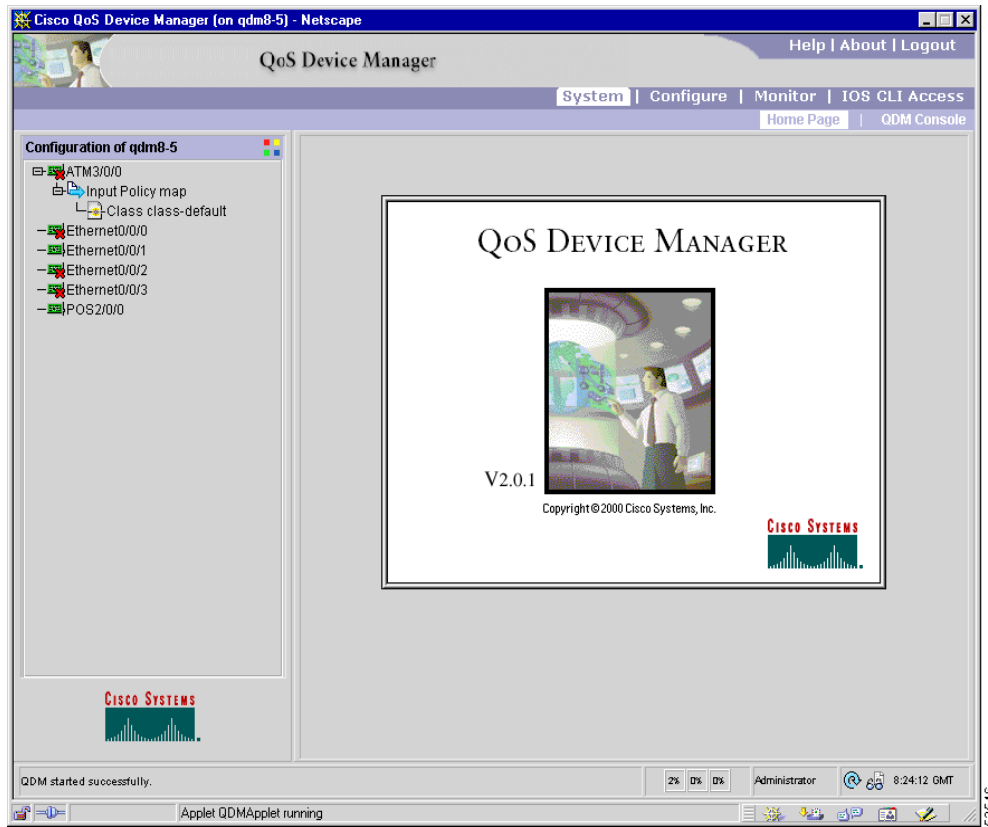 Cisco QoS Device Manager (on qdm8-5) - Netscape
QoS Device Manager
Help | About | Logout
System | Configure | Monitor | IOS CLI Access
Home Page | QDM Console
Configuration of qdm8-5
ATM3/0/0
Input Policy map
Class class-default
Ethernet0/0/0
Ethernet0/0/1
Ethernet0/0/2
Ethernet0/0/3
POS2/0/0
QoS Device Manager
V2.0.1
Copyright©2000 Cisco Systems, Inc.
Cisco Systems
Cisco Systems
QDM started successfully.
2% 0% 0%
Administrator
8:24:12 GMT
Applet QDMApplet running